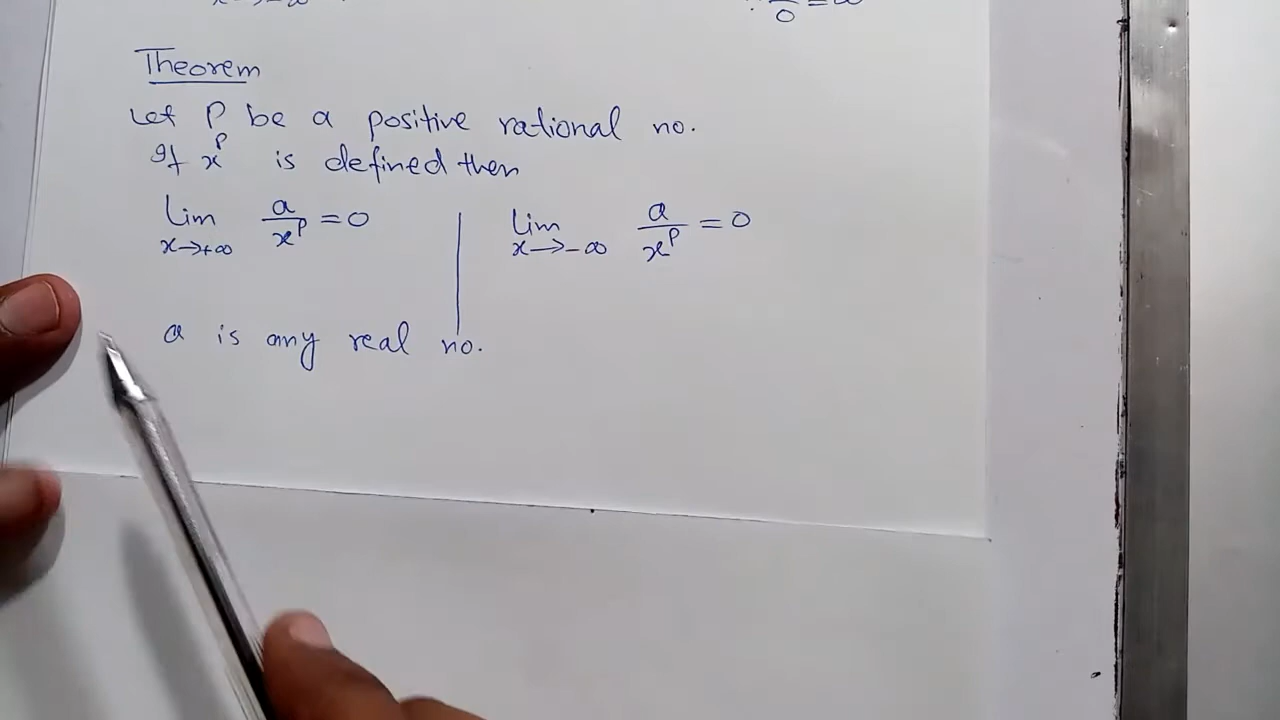 Theorem
Let P be a positive rational no.
If x^p is defined then
lim x→+∞ a/x^p = 0 | lim x→-∞ a/x^p = 0
a is any real no.